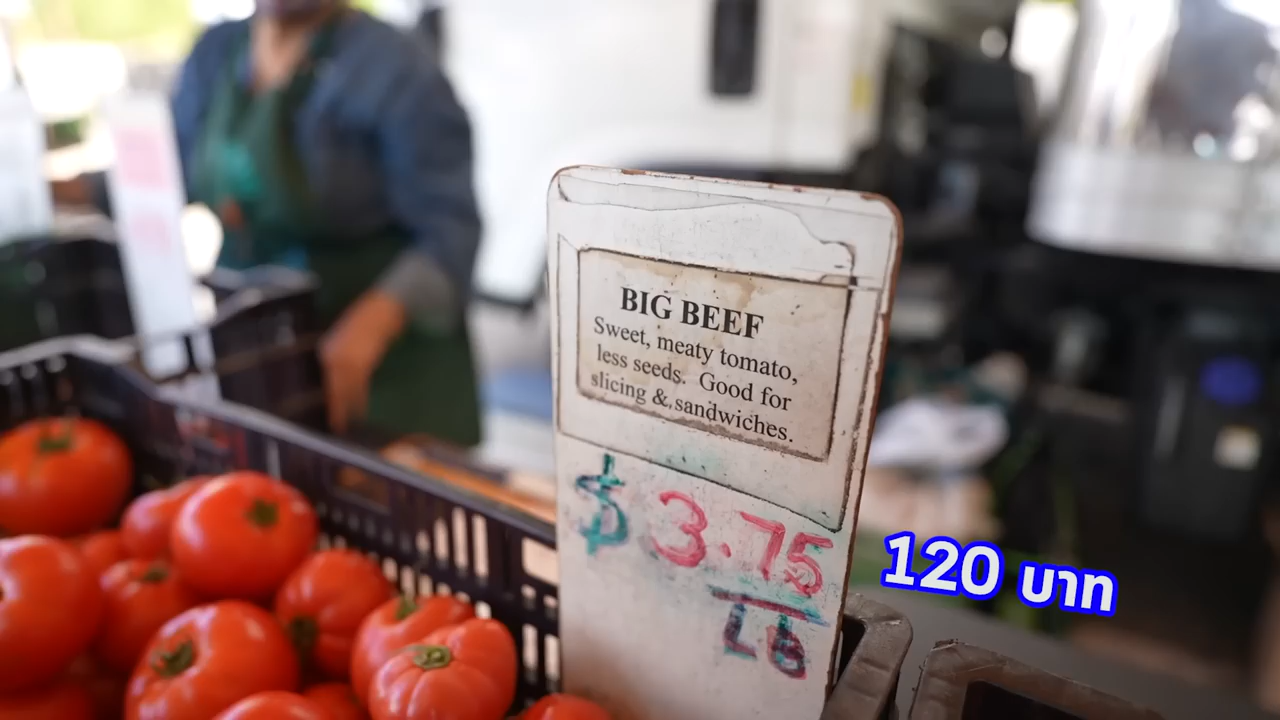 BIG BEEF
Sweet, meaty tomato,
less seeds. Good for
slicing & sandwiches.
$ 3.75
Lb
120 บาท